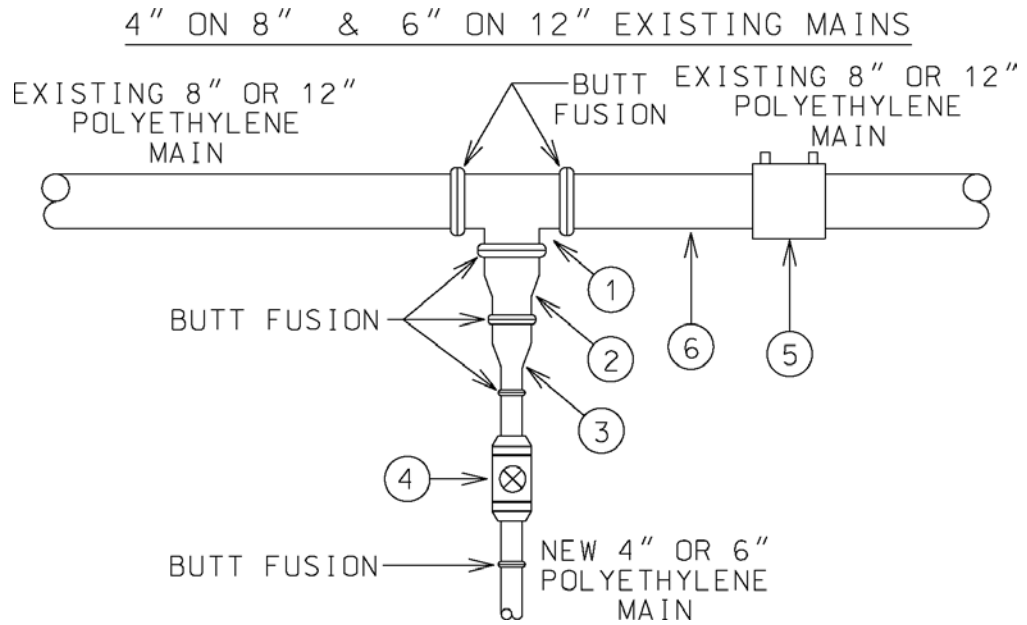 4″ ON 8″ & 6″ ON 12″ EXISTING MAINS
EXISTING 8″ OR 12″
POLYETHYLENE
MAIN
BUTT
FUSION
EXISTING 8″ OR 12″
POLYETHYLENE
MAIN
1
BUTT FUSION
2
6
5
3
4
BUTT FUSION
NEW 4″ OR 6″
POLYETHYLENE
MAIN